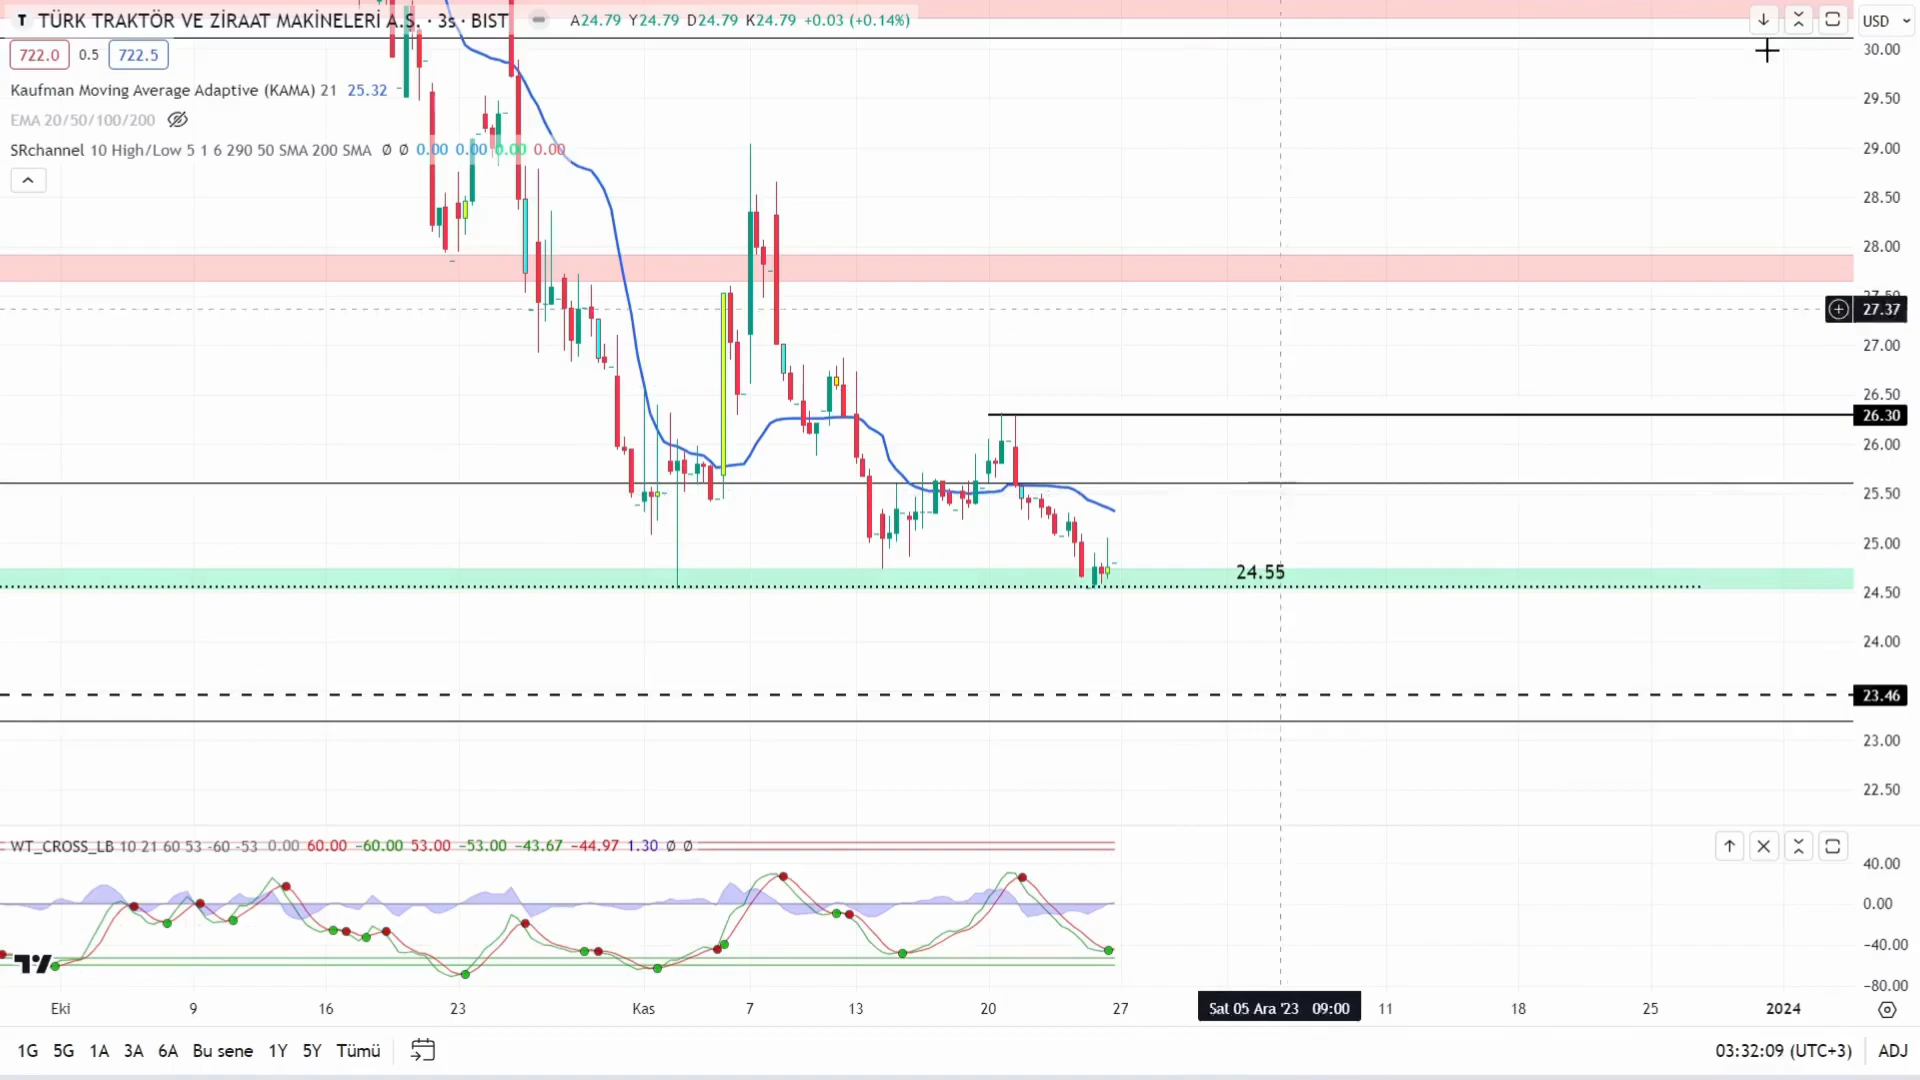 TÜRK TRAKTÖR VE ZİRAAT MAKİNELERİ A.Ş. · 3s · BIST A24.79 Y24.79 D24.79 K24.79 +0.03 (+0.14%) USD
722.0 0.5 722.5
Kaufman Moving Average Adaptive (KAMA) 21 25.32
EMA 20/50/100/200
SRchannel 10 High/Low 5 1 6 290 50 SMA 200 SMA Ø Ø 0.00 0.00 0.00 0.00
30.00
29.50
29.00
28.50
28.00
27.50
27.37
27.00
26.50
26.30
26.00
25.50
25.00
24.55
24.50
24.00
23.46
23.00
22.50
WT_CROSS_LB 10 21 60 53 -60 -53 0.00 60.00 −60.00 53.00 −53.00 −43.67 −44.97 1.30 Ø Ø
40.00
0.00
−40.00
−80.00
Eki 9 16 23 Kas 7 13 20 27 Sat 05 Ara '23 09:00 11 18 25 2024
1G 5G 1A 3A 6A Bu sene 1Y 5Y Tümü 03:32:09 (UTC+3) ADJ